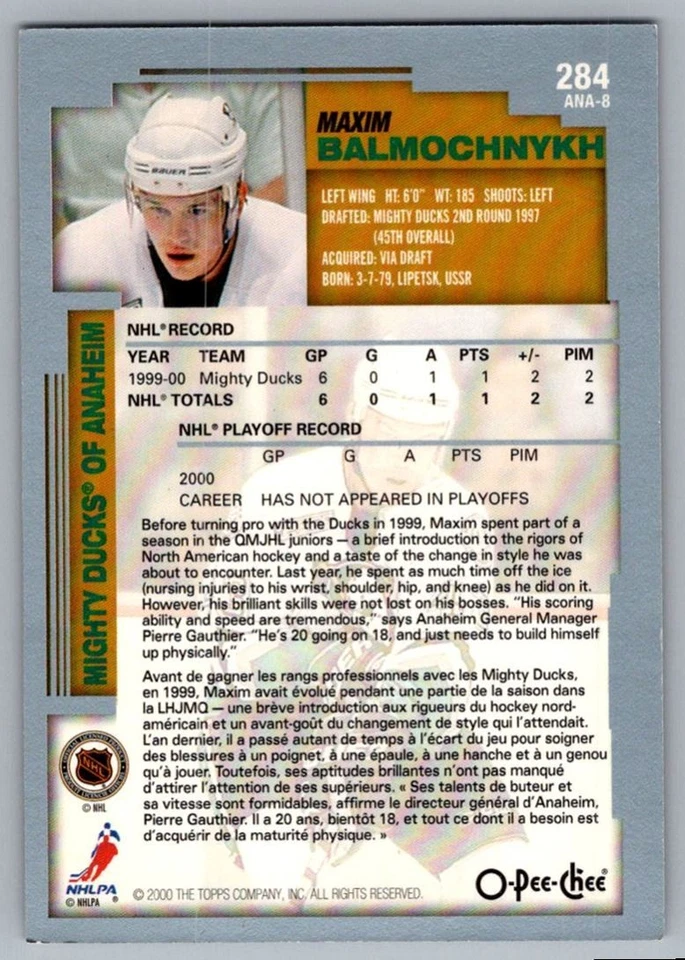 284
ANA-8
MAXIM
BALMOCHNYKH
BAUER
LEFT WING HT: 6'0" WT: 185 SHOOTS: LEFT
DRAFTED: MIGHTY DUCKS 2ND ROUND 1997
(45TH OVERALL)
ACQUIRED: VIA DRAFT
BORN: 3-7-79, LIPETSK, USSR
MIGHTY DUCKS® OF ANAHEIM
NHL® RECORD
YEAR TEAM GP G A PTS +/- PIM
1999-00 Mighty Ducks 6 0 1 1 2 2
NHL® TOTALS 6 0 1 1 2 2
NHL® PLAYOFF RECORD
GP G A PTS PIM
2000
CAREER HAS NOT APPEARED IN PLAYOFFS
Before turning pro with the Ducks in 1999, Maxim spent part of a
season in the QMJHL juniors — a brief introduction to the rigors of
North American hockey and a taste of the change in style he was
about to encounter. Last year, he spent as much time off the ice
(nursing injuries to his wrist, shoulder, hip, and knee) as he did on it.
However, his brilliant skills were not lost on his bosses. "His scoring
ability and speed are tremendous," says Anaheim General Manager
Pierre Gauthier. "He's 20 going on 18, and just needs to build himself
up physically."
Avant de gagner les rangs professionnels avec les Mighty Ducks,
en 1999, Maxim avait évolué pendant une partie de la saison dans
la LHJMQ — une brève introduction aux rigueurs du hockey nord-
américain et un avant-goût du changement de style qui l'attendait.
L'an dernier, il a passé autant de temps à l'écart du jeu pour soigner
des blessures à un poignet, à une épaule, à une hanche et à un genou
qu'à jouer. Toutefois, ses aptitudes brillantes n'ont pas manqué
d'attirer l'attention de ses supérieurs. « Ses talents de buteur et
sa vitesse sont formidables, affirme le directeur général d'Anaheim,
Pierre Gauthier. Il a 20 ans, bientôt 18, et tout ce dont il a besoin est
d'acquérir de la maturité physique. »
NHL
© NHL
NHLPA
© NHLPA ®
© 2000 THE TOPPS COMPANY, INC. ALL RIGHTS RESERVED.
O-Pee-Chee®